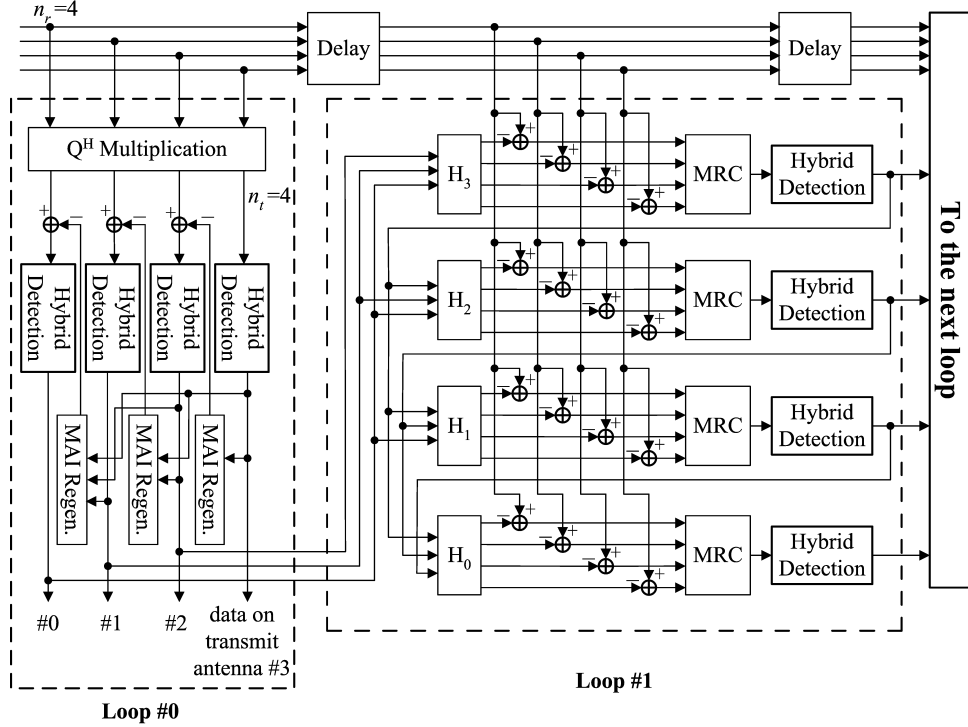 n_r=4
Delay
Delay
Q^H Multiplication
n_t=4
+
−
+
−
+
−
Hybrid
Detection
Hybrid
Detection
Hybrid
Detection
Hybrid
Detection
MAI Regen.
MAI Regen.
MAI Regen.
#0
#1
#2
data on
transmit
antenna #3
Loop #0
H_3
−
+
−
+
−
+
−
+
MRC
Hybrid
Detection
H_2
−
+
−
+
−
+
−
+
MRC
Hybrid
Detection
H_1
−
+
−
+
−
+
−
+
MRC
Hybrid
Detection
H_0
−
+
−
+
−
+
−
+
MRC
Hybrid
Detection
Loop #1
To the next loop